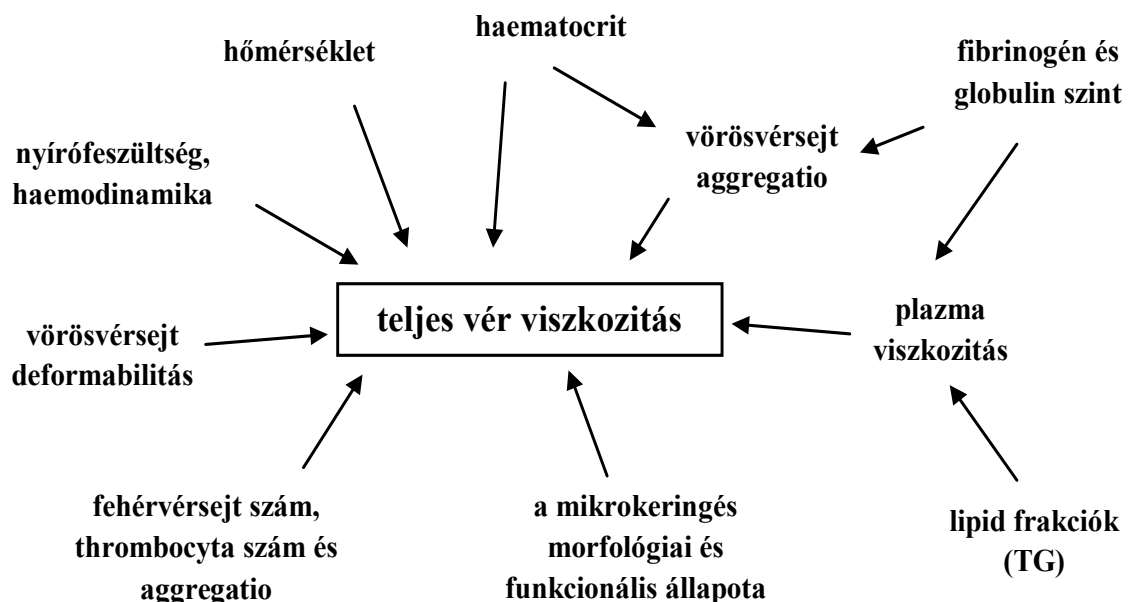 haematocrit
hőmérséklet
fibrinogén és
globulin szint
vörösvérsejt
aggregatio
nyírófeszültség,
haemodinamika
teljes vér viszkozitás
plazma
viszkozitás
vörösvérsejt
deformabilitás
fehérvérsejt szám,
thrombocyta szám és
aggregatio
a mikrokeringés
morfológiai és
funkcionális állapota
lipid frakciók
(TG)